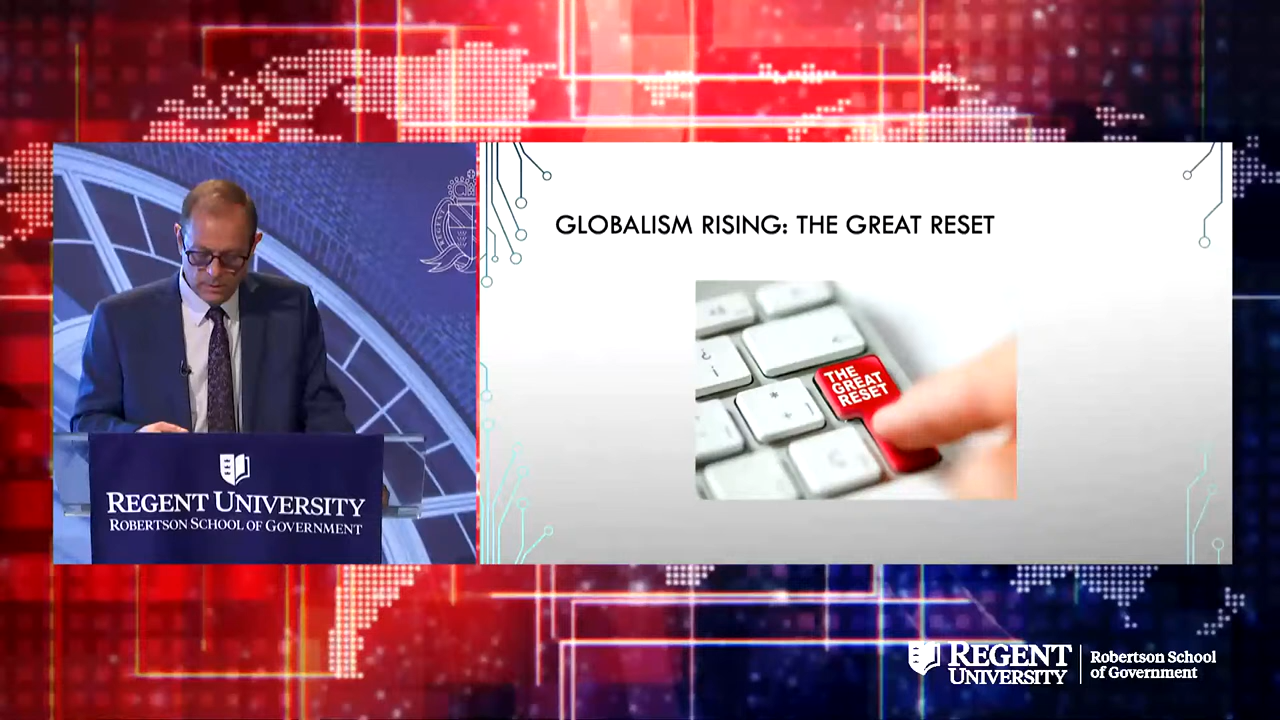 GLOBALISM RISING: THE GREAT RESET
THE
GREAT
RESET
REGENT
REGENT UNIVERSITY
ROBERTSON SCHOOL OF GOVERNMENT
REGENT
UNIVERSITY
Robertson School
of Government